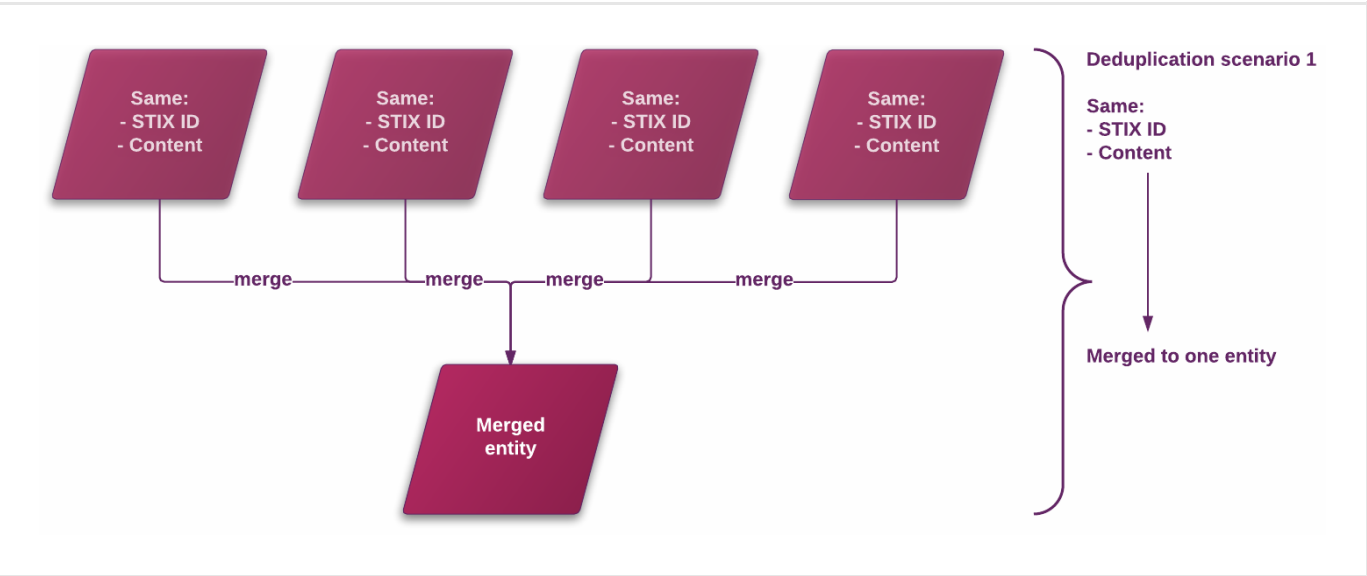 Same:
- STIX ID
- Content
Same:
- STIX ID
- Content
Same:
- STIX ID
- Content
Same:
- STIX ID
- Content
Deduplication scenario 1
Same:
- STIX ID
- Content
merge
merge
merge
merge
Merged to one entity
Merged
entity